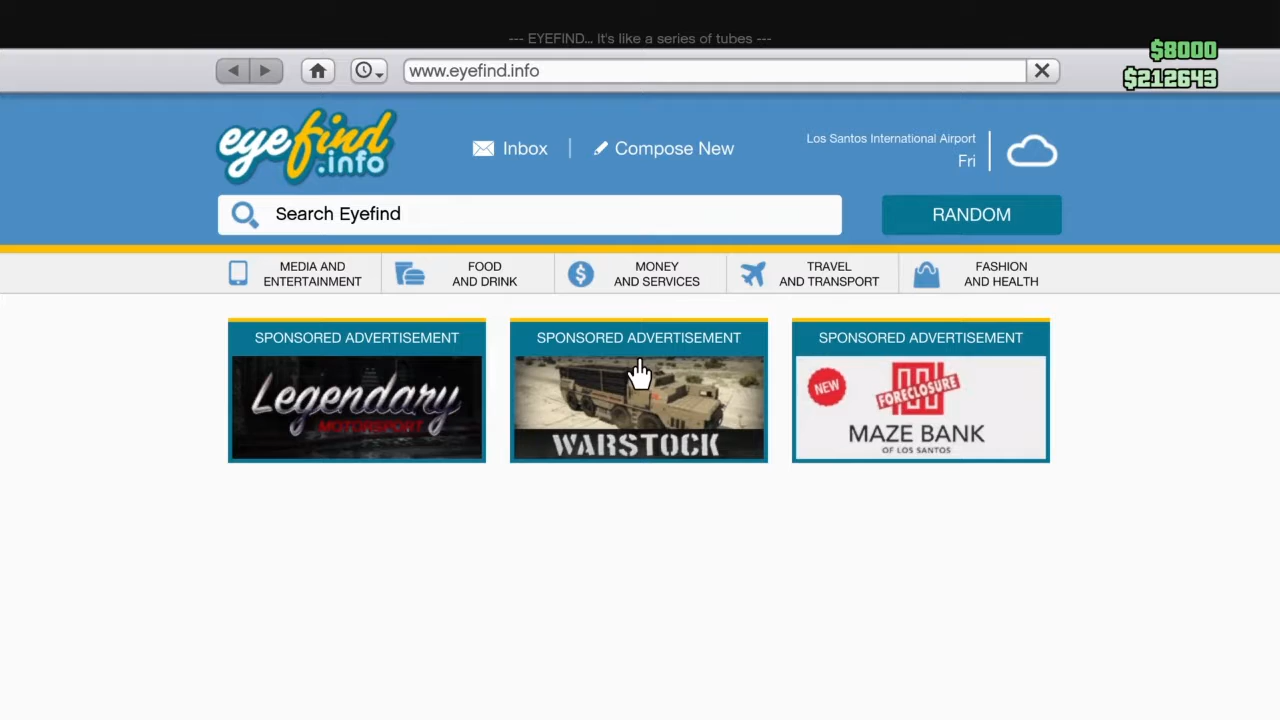 --- EYEFIND... It's like a series of tubes ---
$8000
www.eyefind.info
$212643
eyefind
.info
Inbox
Compose New
Los Santos International Airport
Fri
Search Eyefind
RANDOM
MEDIA AND
ENTERTAINMENT
FOOD
AND DRINK
MONEY
AND SERVICES
TRAVEL
AND TRANSPORT
FASHION
AND HEALTH
SPONSORED ADVERTISEMENT
Legendary
MOTORSPORT
SPONSORED ADVERTISEMENT
WARSTOCK
SPONSORED ADVERTISEMENT
NEW
FORECLOSURE
MAZE BANK
OF LOS SANTOS